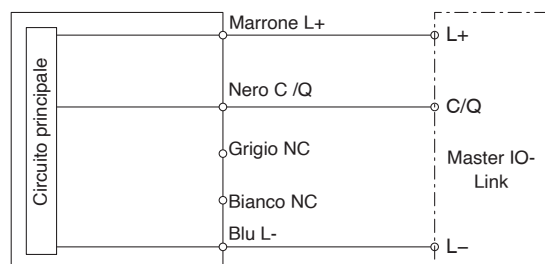 Circuito principale
Marrone L+
L+
Nero C /Q
C/Q
Grigio NC
Master IO-
Link
Bianco NC
Blu L-
L−